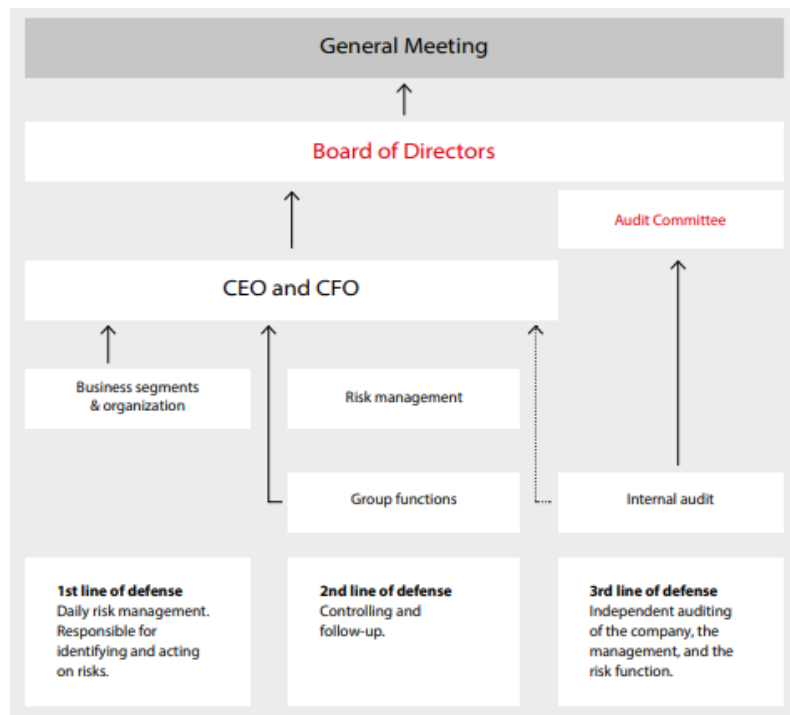 General Meeting
Board of Directors
Audit Committee
CEO and CFO
Business segments
& organization
Risk management
Group functions
Internal audit
1st line of defense
Daily risk management.
Responsible for
identifying and acting
on risks.
2nd line of defense
Controlling and
follow-up.
3rd line of defense
Independent auditing
of the company, the
management, and the
risk function.